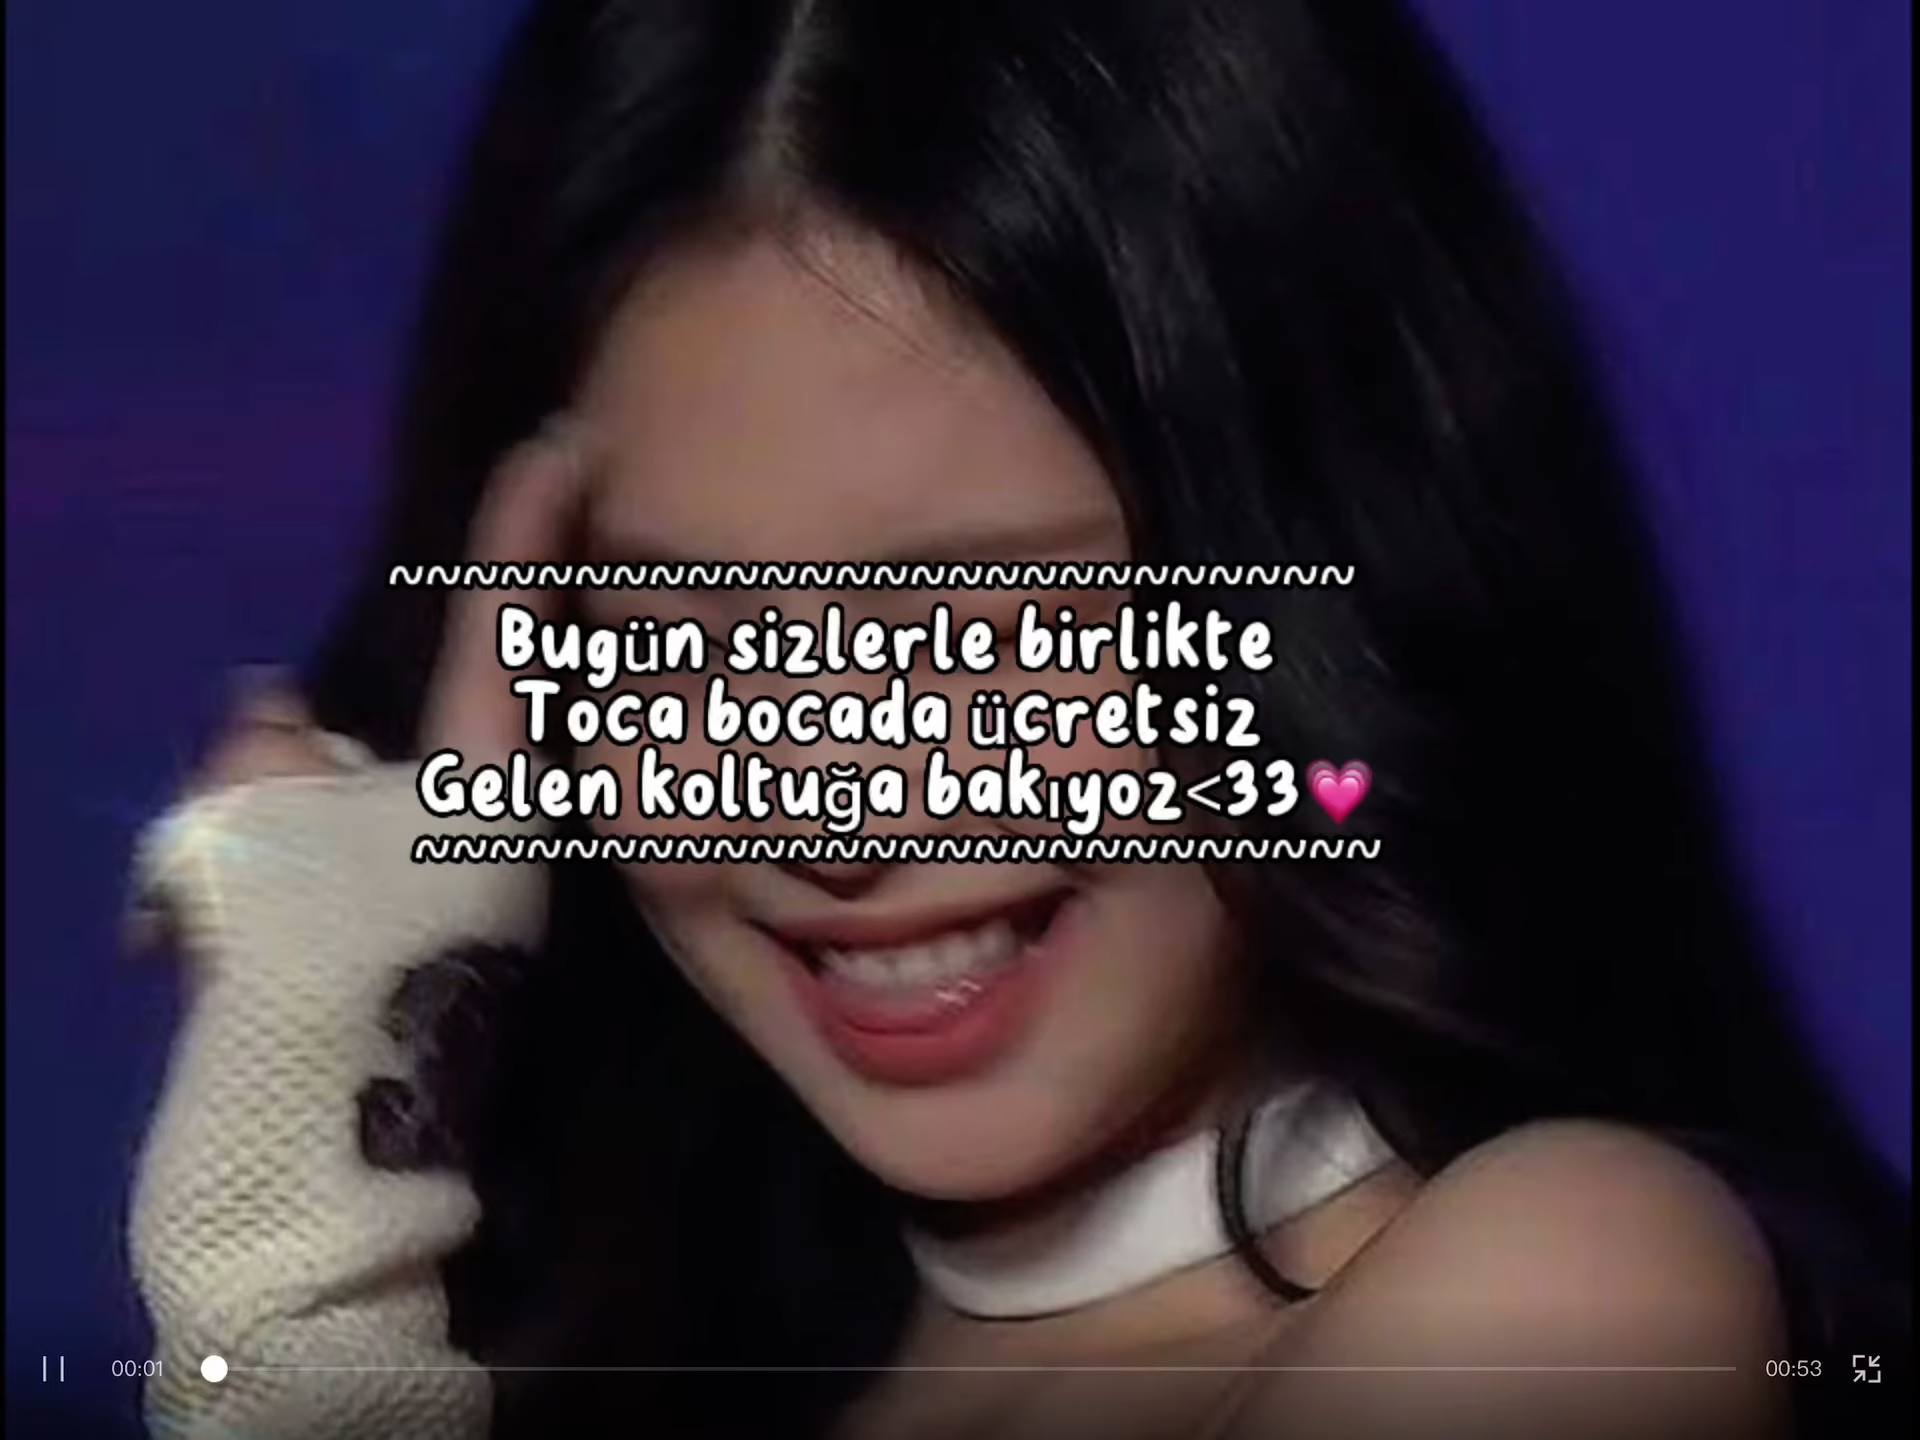 ~~~~~~~~~~~~~~~~~~~~~~~~~~
Bugün sizlerle birlikte
Toca bocada ücretsiz
Gelen koltuğa bakıyoz<33💗
~~~~~~~~~~~~~~~~~~~~~~~~~~
00:01
00:53